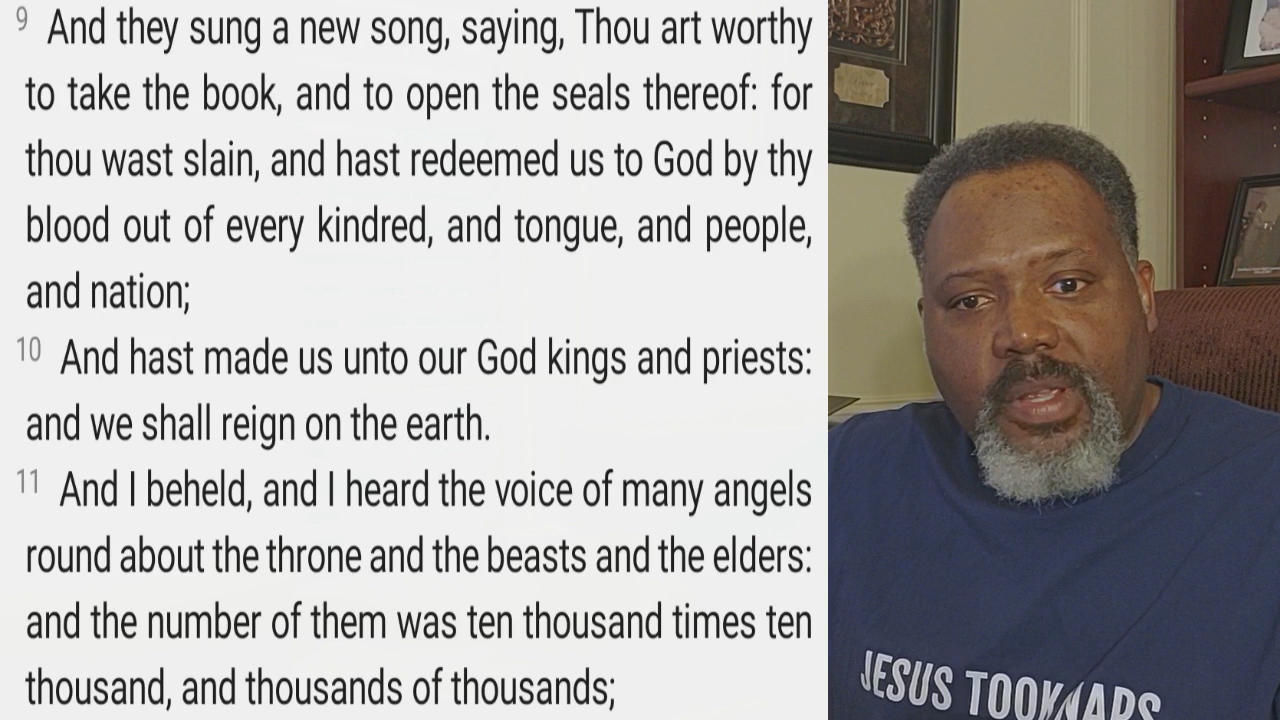 9 And they sung a new song, saying, Thou art worthy
to take the book, and to open the seals thereof: for
thou wast slain, and hast redeemed us to God by thy
blood out of every kindred, and tongue, and people,
and nation;
10 And hast made us unto our God kings and priests:
and we shall reign on the earth.
11 And I beheld, and I heard the voice of many angels
round about the throne and the beasts and the elders:
and the number of them was ten thousand times ten
thousand, and thousands of thousands;
JESUS TOOK NAPS